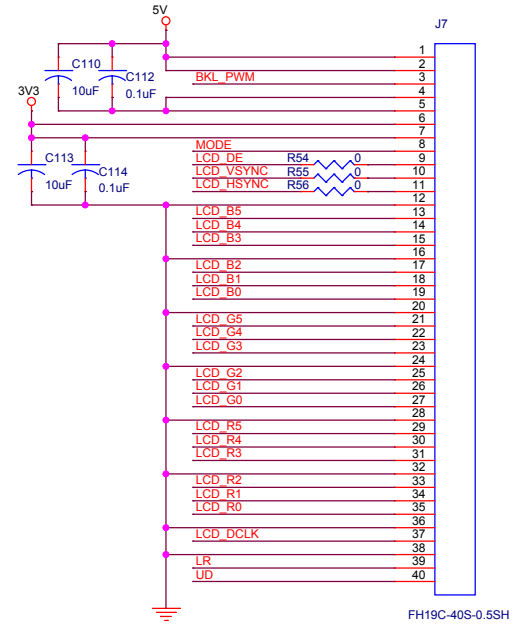 5V
J7
1
2
BKL_PWM 3
4
5
6
7
C110
10uF
C112
0.1uF
3V3
C113
10uF
C114
0.1uF
MODE 8
LCD_DE R54 0 9
LCD_VSYNC R55 0 10
LCD_HSYNC R56 0 11
12
LCD_B5 13
LCD_B4 14
LCD_B3 15
16
LCD_B2 17
LCD_B1 18
LCD_B0 19
20
LCD_G5 21
LCD_G4 22
LCD_G3 23
24
LCD_G2 25
LCD_G1 26
LCD_G0 27
28
LCD_R5 29
LCD_R4 30
LCD_R3 31
32
LCD_R2 33
LCD_R1 34
LCD_R0 35
36
LCD_DCLK 37
38
LR 39
UD 40
FH19C-40S-0.5SH